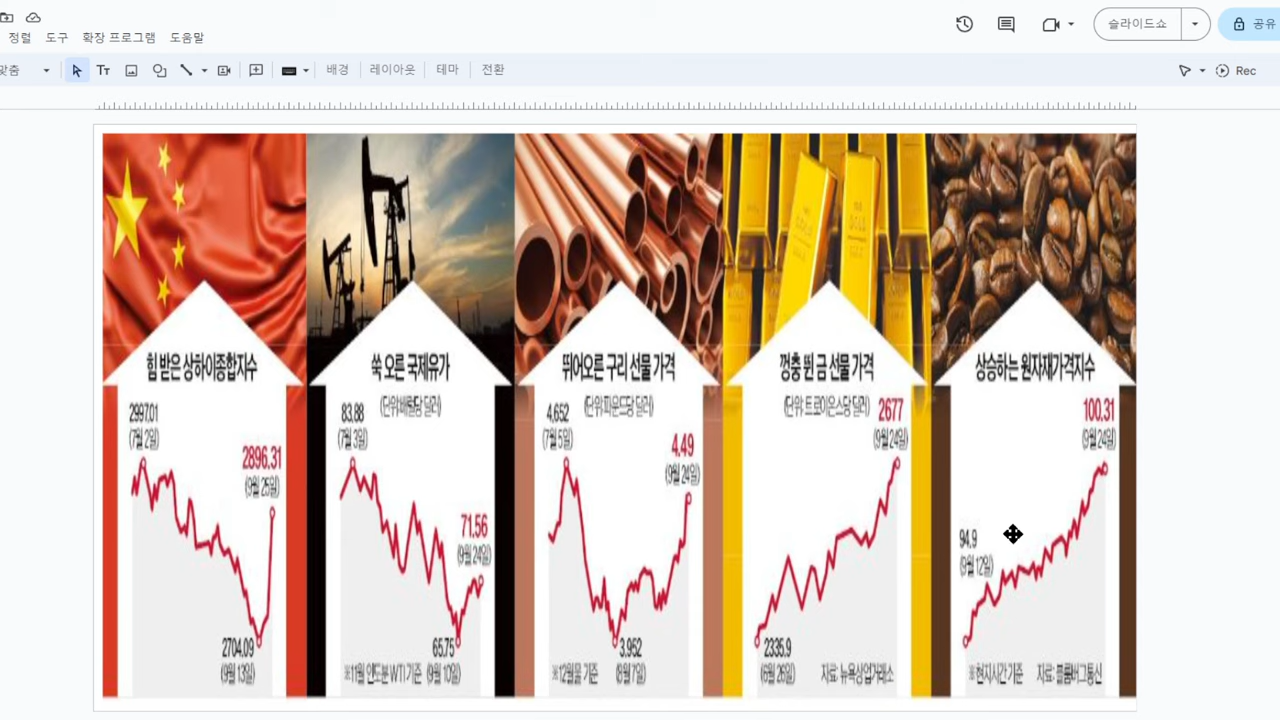 정렬 도구 확장 프로그램 도움말
슬라이드쇼
공유
맞춤
배경 레이아웃 테마 전환
Rec
힘 받은 상하이종합지수
2997.01
(7월 2일)
2896.31
(9월 25일)
2704.09
(9월 13일)
쑥 오른 국제유가
(단위:배럴당 달러)
83.88
(7월 3일)
71.56
(9월 24일)
65.75
(9월 10일)
※11월 인도분 WTI 기준
뛰어오른 구리 선물 가격
(단위:파운드당 달러)
4.652
(7월 5일)
4.49
(9월 24일)
3.952
(8월 7일)
※12월물 기준
껑충 뛴 금 선물 가격
(단위:트로이온스당 달러)
2677
(9월 24일)
2335.9
(6월 26일)
자료: 뉴욕상업거래소
상승하는 원자재가격지수
100.31
(9월 24일)
94.9
(9월 12일)
※현지시간 기준
자료: 블룸버그통신